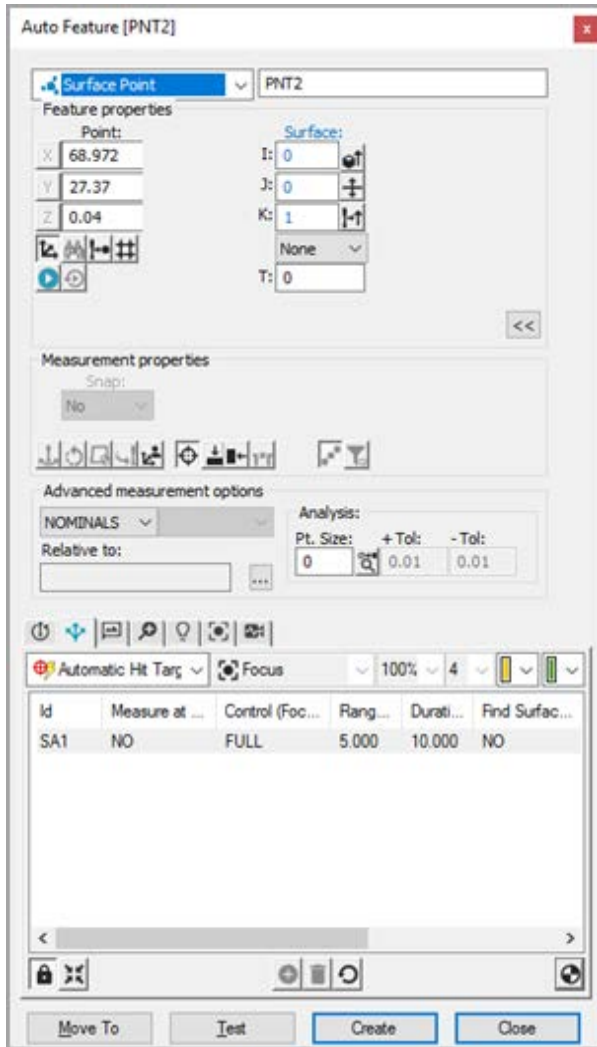 Auto Feature [PNT2]
x
Surface Point PNT2
Feature properties
Point: Surface:
X 68.972 I: 0
Y 27.37 J: 0
Z 0.04 K: 1
None
T: 0
<<
Measurement properties
Snap:
No
Advanced measurement options
NOMINALS Analysis:
Pt. Size: + Tol: - Tol:
Relative to: 0 0.01 0.01
...
Automatic Hit Targ Focus 100% 4
Id Measure at ... Control (Foc... Rang... Durati... Find Surfac...
SA1 NO FULL 5.000 10.000 NO
< >
Move To Test Create Close